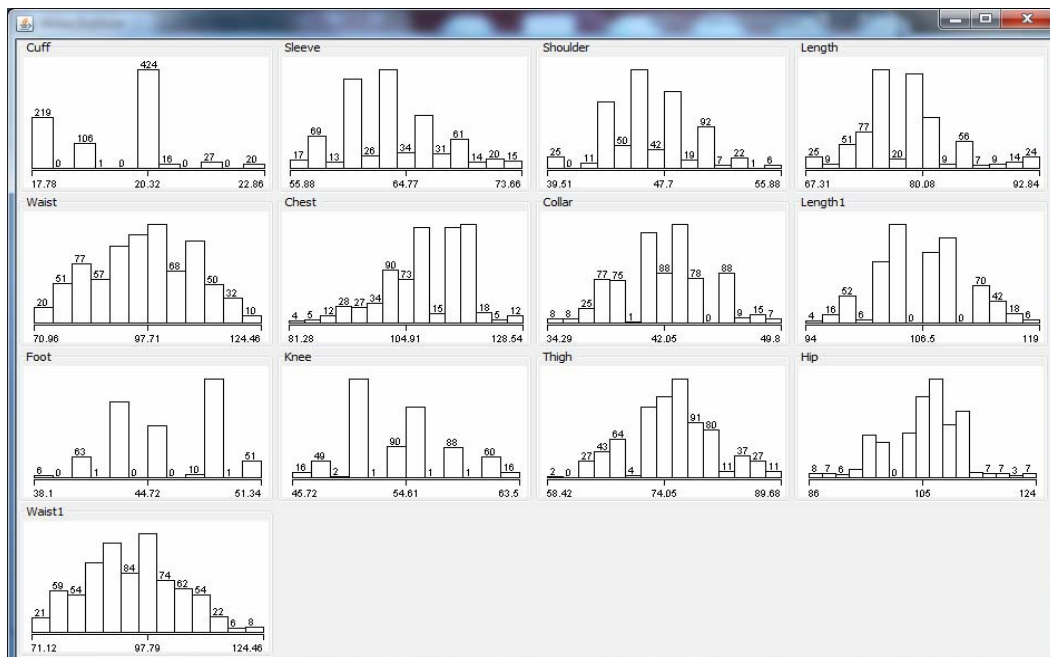 Cuff
424
219
106
0 1 0 16 0 27 0 20
17.78 20.32 22.86
Sleeve
17 69 13 26 34 31 61 14 20 15
55.88 64.77 73.66
Shoulder
25 0 11 50 42 19 92 7 22 1 6
39.51 47.7 55.88
Length
25 9 51 77 20 9 56 7 9 14 24
67.31 80.08 92.84
Waist
20 51 77 57 68 50 32 10
70.96 97.71 124.46
Chest
4 5 12 28 27 34 90 73 15 18 5 12
81.28 104.91 128.54
Collar
8 8 25 77 75 1 88 78 0 88 9 15 7
34.29 42.05 49.8
Length1
4 16 52 6 0 0 70 42 18 6
94 106.5 119
Foot
6 0 63 1 0 0 10 1 51
38.1 44.72 51.34
Knee
16 49 2 1 90 1 88 1 60 16
45.72 54.61 63.5
Thigh
2 0 27 43 64 4 91 80 11 37 27 11
58.42 74.05 89.68
Hip
8 7 6 0 7 7 3 7
86 105 124
Waist1
21 59 54 84 74 62 54 22 6 8
71.12 97.79 124.46